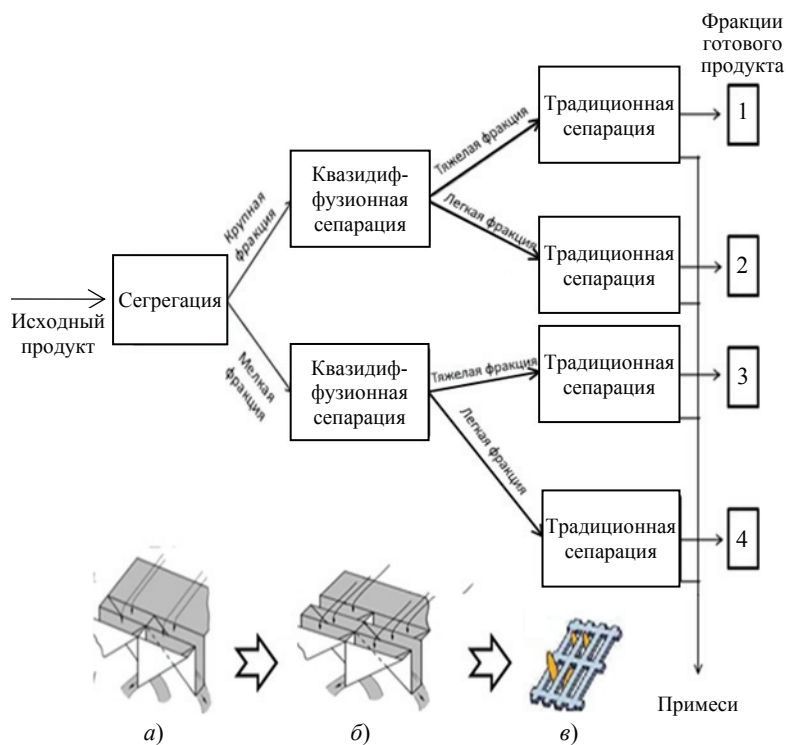 Фракции
готового
продукта
Традиционная
сепарация
1
Тяжелая фракция
Квазидиф-
фузионная
сепарация
Крупная
фракция
Легкая фракция
Традиционная
сепарация
2
Сегрегация
Исходный
продукт
Мелкая
фракция
Квазидиф-
фузионная
сепарация
Тяжелая фракция
Традиционная
сепарация
3
Легкая фракция
Традиционная
сепарация
4
Примеси
а)
б)
в)